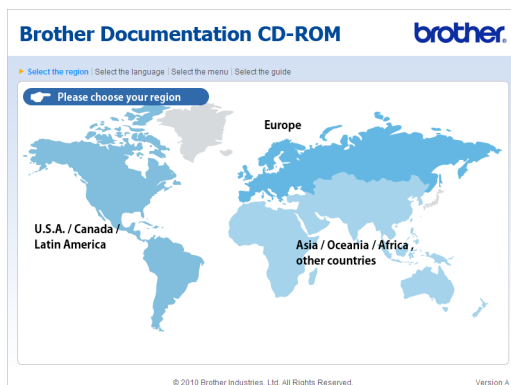 Brother Documentation CD-ROM
brother.
Select the region | Select the language | Select the menu | Select the guide
Please choose your region
Europe
U.S.A. / Canada /
Latin America
Asia / Oceania / Africa ,
other countries
© 2010 Brother Industries, Ltd. All Rights Reserved.
Version A